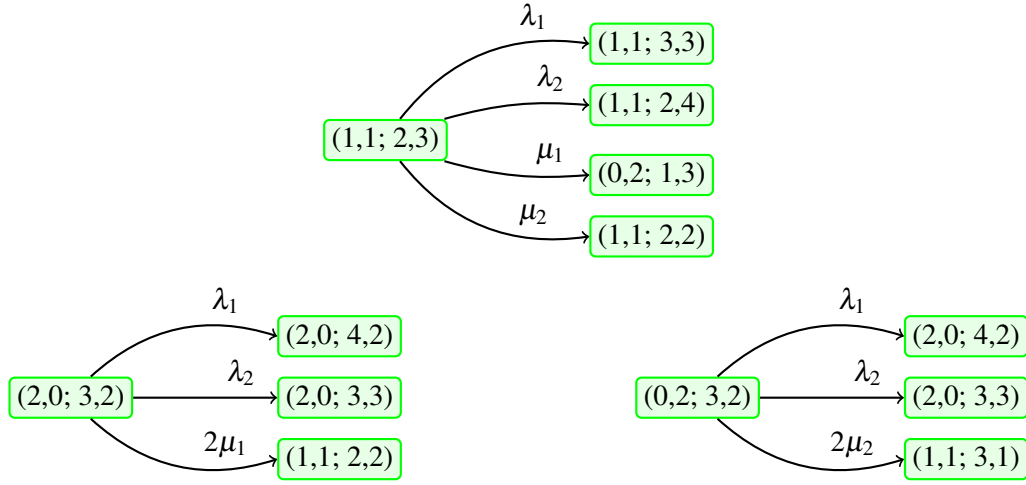 λ₁
(1,1; 3,3)
λ₂
(1,1; 2,4)
(1,1; 2,3)
μ₁
(0,2; 1,3)
μ₂
(1,1; 2,2)
λ₁
(2,0; 4,2)
λ₂
(2,0; 3,2)
(2,0; 3,3)
2μ₁
(1,1; 2,2)
λ₁
(2,0; 4,2)
λ₂
(0,2; 3,2)
(2,0; 3,3)
2μ₂
(1,1; 3,1)